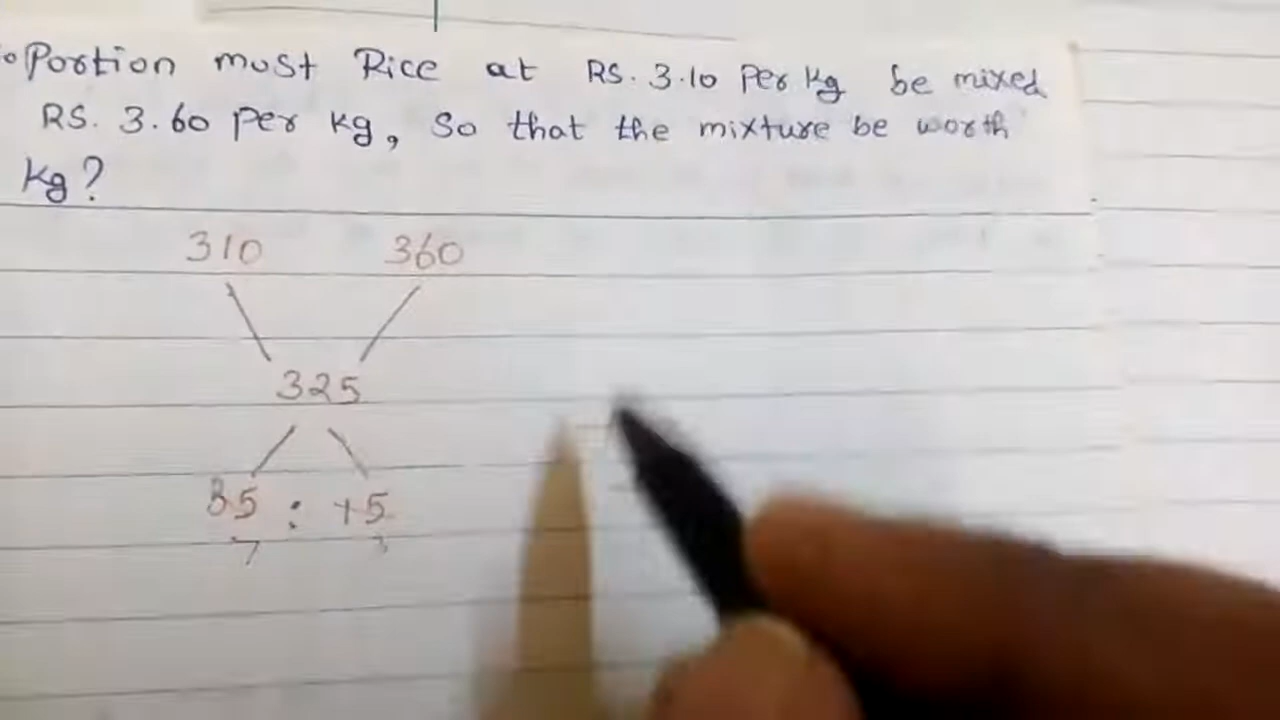 oPortion must Rice at RS. 3.10 Per kg be mixed
RS. 3.60 Per kg, So that the mixture be worth
kg?
310 360
325
35 : 15
7 3